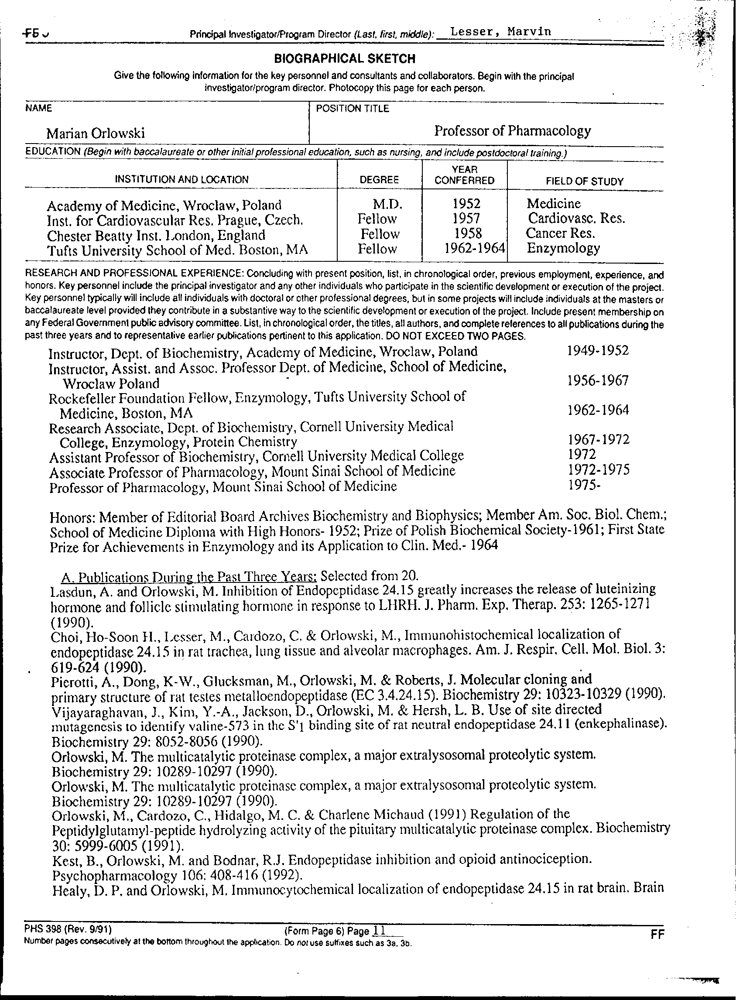 Principal Investigator/Program Director (Last, first, middle): Lesser, Marvin
BIOGRAPHICAL SKETCH
Give the following information for the key personnel and consultants and collaborators. Begin with the principal
investigator/program director. Photocopy this page for each person.
NAME
POSITION TITLE
Marian Orlowski
Professor of Pharmacology
EDUCATION (Begin with baccalaureate or other initial professional education, such as nursing, and include postdoctoral training.)
INSTITUTION AND LOCATION DEGREE YEAR CONFERRED FIELD OF STUDY
Academy of Medicine, Wroclaw, Poland M.D. 1952 Medicine
Inst. for Cardiovascular Res. Prague, Czech. Fellow 1957 Cardiovasc. Res.
Chester Beatty Inst. London, England Fellow 1958 Cancer Res.
Tufts University School of Med. Boston, MA Fellow 1962-1964 Enzymology
RESEARCH AND PROFESSIONAL EXPERIENCE: Concluding with present position, list, in chronological order, previous employment, experience, and
honors. Key personnel include the principal investigator and any other individuals who participate in the scientific development or execution of the project.
Key personnel typically will include all individuals with doctoral or other professional degrees, but in some projects will include individuals at the masters or
baccalaureate level provided they contribute in a substantive way to the scientific development or execution of the project. Include present membership on
any Federal Government public advisory committee. List, in chronological order, the titles, all authors, and complete references to all publications during the
past three years and to representative earlier publications pertinent to this application. DO NOT EXCEED TWO PAGES.
Instructor, Dept. of Biochemistry, Academy of Medicine, Wroclaw, Poland 1949-1952
Instructor, Assist. and Assoc. Professor Dept. of Medicine, School of Medicine,
Wroclaw Poland 1956-1967
Rockefeller Foundation Fellow, Enzymology, Tufts University School of
Medicine, Boston, MA 1962-1964
Research Associate, Dept. of Biochemistry, Cornell University Medical
College, Enzymology, Protein Chemistry 1967-1972
Assistant Professor of Biochemistry, Cornell University Medical College 1972
Associate Professor of Pharmacology, Mount Sinai School of Medicine 1972-1975
Professor of Pharmacology, Mount Sinai School of Medicine 1975-
Honors: Member of Editorial Board Archives Biochemistry and Biophysics; Member Am. Soc. Biol. Chem.;
School of Medicine Diploma with High Honors- 1952; Prize of Polish Biochemical Society-1961; First State
Prize for Achievements in Enzymology and its Application to Clin. Med.- 1964
A. Publications During the Past Three Years: Selected from 20.
Lasdun, A. and Orlowski, M. Inhibition of Endopeptidase 24.15 greatly increases the release of luteinizing
hormone and follicle stimulating hormone in response to LHRH. J. Pharm. Exp. Therap. 253: 1265-1271
(1990).
Choi, Ho-Soon H., Lesser, M., Cardozo, C. & Orlowski, M., Immunohistochemical localization of
endopeptidase 24.15 in rat trachea, lung tissue and alveolar macrophages. Am. J. Respir. Cell. Mol. Biol. 3:
619-624 (1990).
Pierotti, A., Dong, K-W., Glucksman, M., Orlowski, M. & Roberts, J. Molecular cloning and
primary structure of rat testes metalloendopeptidase (EC 3.4.24.15). Biochemistry 29: 10323-10329 (1990).
Vijayaraghavan, J., Kim, Y.-A., Jackson, D., Orlowski, M. & Hersh, L. B. Use of site directed
mutagenesis to identify valine-573 in the S'1 binding site of rat neutral endopeptidase 24.11 (enkephalinase).
Biochemistry 29: 8052-8056 (1990).
Orlowski, M. The multicatalytic proteinase complex, a major extralysosomal proteolytic system.
Biochemistry 29: 10289-10297 (1990).
Orlowski, M. The multicatalytic proteinase complex, a major extralysosomal proteolytic system.
Biochemistry 29: 10289-10297 (1990).
Orlowski, M., Cardozo, C., Hidalgo, M. C. & Charlene Michaud (1991) Regulation of the
Peptidylglutamyl-peptide hydrolyzing activity of the pituitary multicatalytic proteinase complex. Biochemistry
30: 5999-6005 (1991).
Kest, B., Orlowski, M. and Bodnar, R.J. Endopeptidase inhibition and opioid antinociception.
Psychopharmacology 106: 408-416 (1992).
Healy, D. P. and Orlowski, M. Immunocytochemical localization of endopeptidase 24.15 in rat brain. Brain
PHS 398 (Rev. 9/91) (Form Page 6) Page 11 FF
Number pages consecutively at the bottom throughout the application. Do not use suffixes such as 3a, 3b.